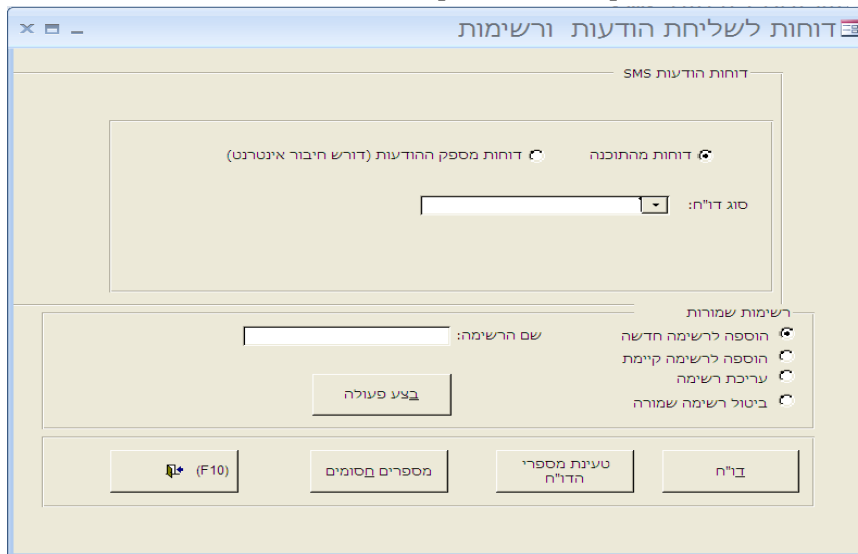 דוחות לשליחת הודעות ורשימות
דוחות הודעות SMS
דוחות מהתוכנה
דוחות מספק ההודעות (דורש חיבור אינטרנט)
סוג דו"ח:
רשימות שמורות
הוספה לרשימה חדשה
שם הרשימה:
הוספה לרשימה קיימת
עריכת רשימה
ביטול רשימה שמורה
בצע פעולה
דו"ח
טעינת מספרי
הדו"ח
מספרים חסומים
(F10)